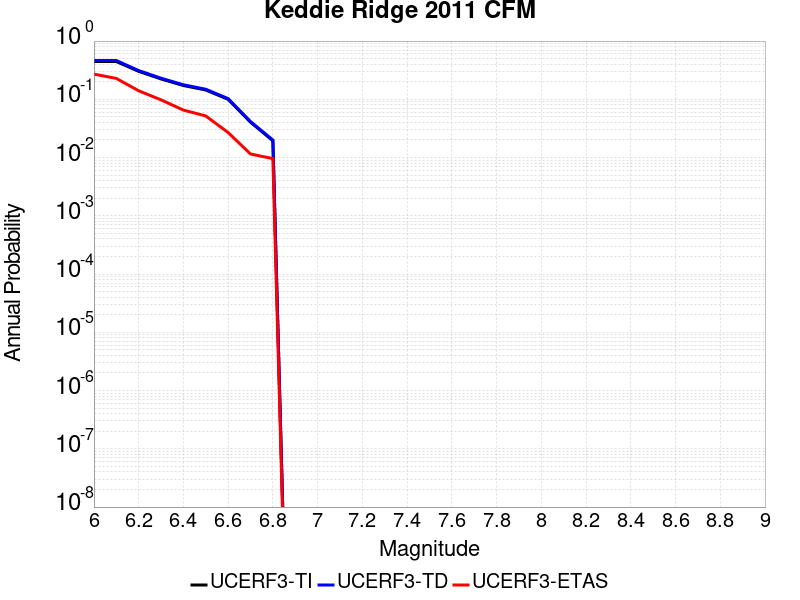 Keddie Ridge 2011 CFM
10^0
10^-1
10^-2
10^-3
10^-4
10^-5
10^-6
10^-7
10^-8
Annual Probability
6 6.2 6.4 6.6 6.8 7 7.2 7.4 7.6 7.8 8 8.2 8.4 8.6 8.8 9
Magnitude
UCERF3-TI UCERF3-TD UCERF3-ETAS